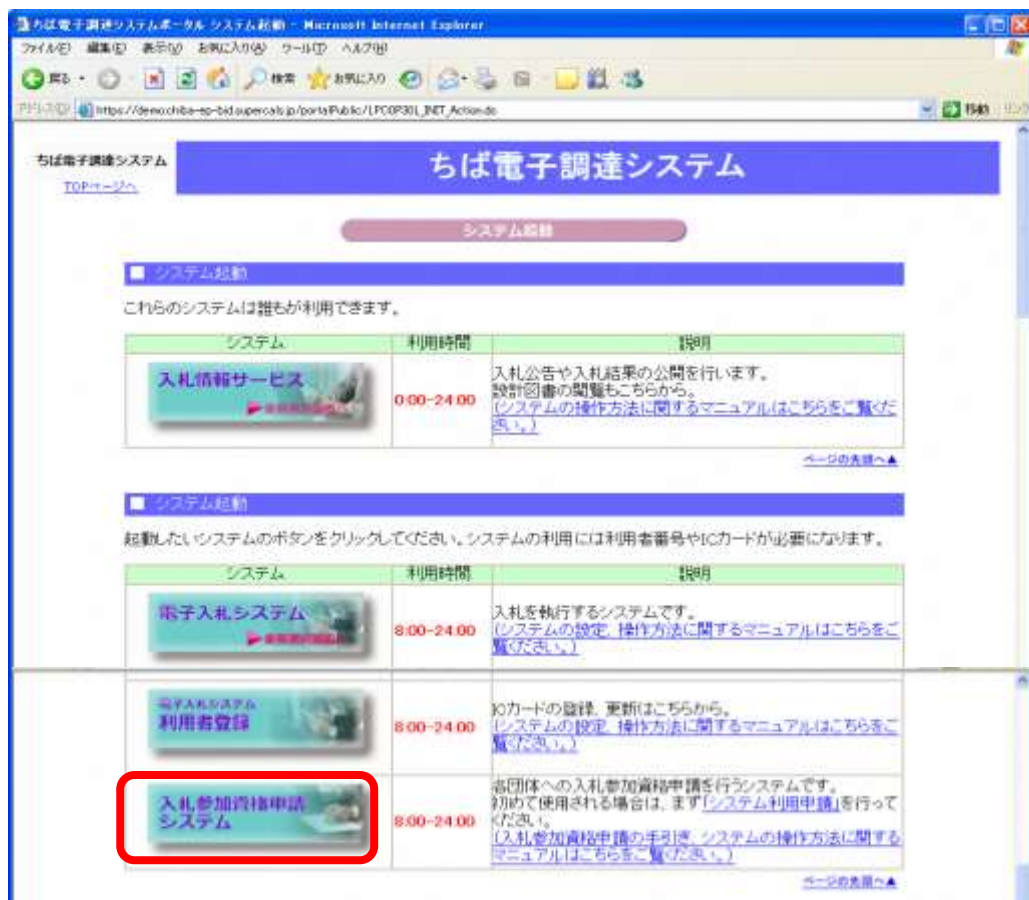 ちば電子調達システムポータル システム起動 - Microsoft Internet Explorer
ファイル(F) 編集(E) 表示(V) お気に入り(A) ツール(T) ヘルプ(H)
戻る 検索 お気に入り
アドレス(D) https://demo.chiba-ep-bid.supercals.jp/portalPublic/LPC0P301_INET_Action.do 移動 リンク
ちば電子調達システム
TOPページへ
ちば電子調達システム
システム起動
システム起動
これらのシステムは誰もが利用できます。
システム 利用時間 説明
入札情報サービス
0:00-24:00
入札公告や入札結果の公開を行います。
設計図書の閲覧もこちらから。
(システムの操作方法に関するマニュアルはこちらをご覧くだ
さい。)
ページの先頭へ▲
システム起動
起動したいシステムのボタンをクリックしてください。システムの利用には利用者番号やICカードが必要になります。
システム 利用時間 説明
電子入札システム
8:00-24:00
入札を執行するシステムです。
(システムの設定、操作方法に関するマニュアルはこちらをご
覧ください。)
電子入札システム
利用者登録
8:00-24:00
ICカードの登録、更新はこちらから。
(システムの設定、操作方法に関するマニュアルはこちらをご
覧ください。)
入札参加資格申請
システム
8:00-24:00
各団体への入札参加資格申請を行うシステムです。
初めて使用される場合は、まず「システム利用申請」を行って
ください。
(入札参加資格申請の手引き、システムの操作方法に関する
マニュアルはこちらをご覧ください。)
ページの先頭へ▲